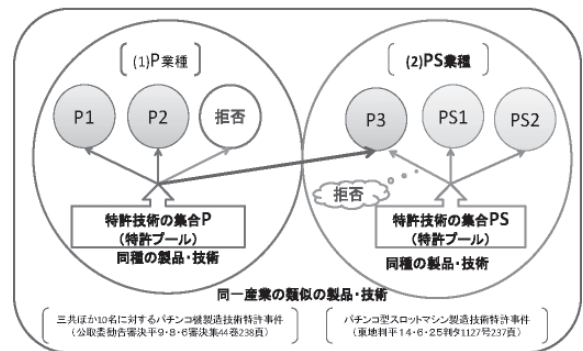 (1)P業種
(2)PS業種
P1
P2
拒否
P3
PS1
PS2
拒否
特許技術の集合P
(特許プール)
同種の製品・技術
特許技術の集合PS
(特許プール)
同種の製品・技術
同一産業の類似の製品・技術
三共ほか10名に対するパチンコ機製造技術特許事件
(公取委勧告審決平9・8・6審決集44巻238頁)
パチンコ型スロットマシン製造技術特許事件
(東地判平14・6・25判タ1127号237頁)